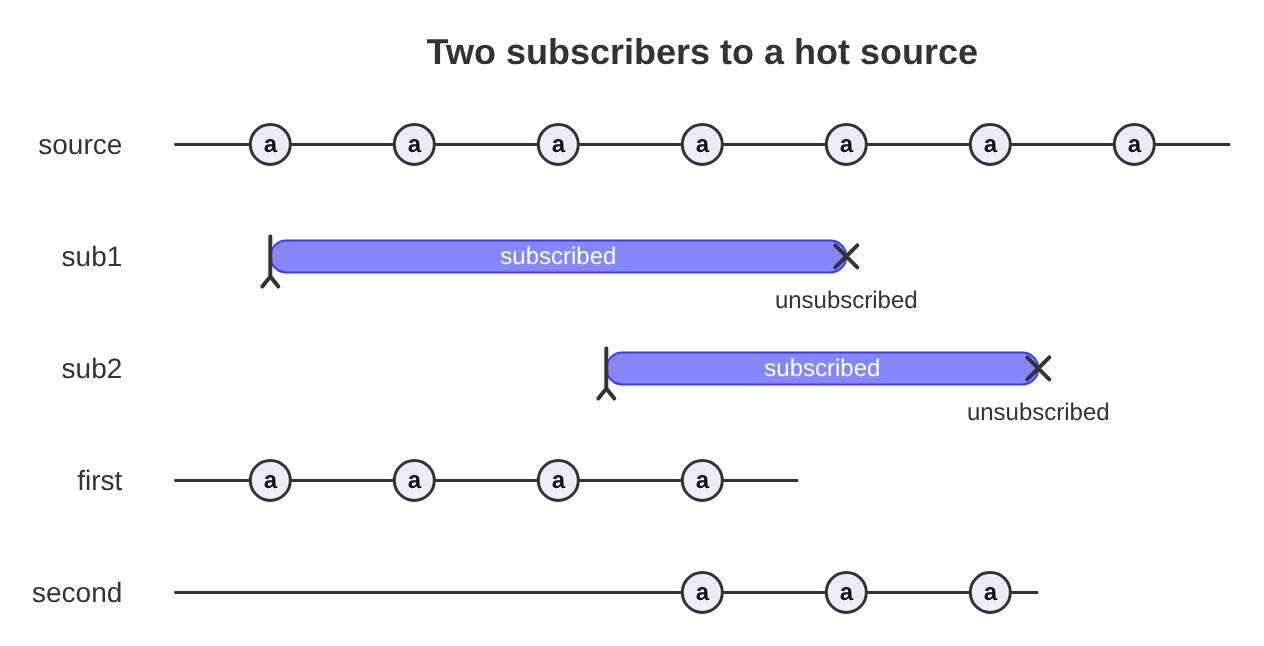 Two subscribers to a hot source
source a a a a a a a
sub1 subscribed
unsubscribed
sub2 subscribed
unsubscribed
first a a a a
second a a a